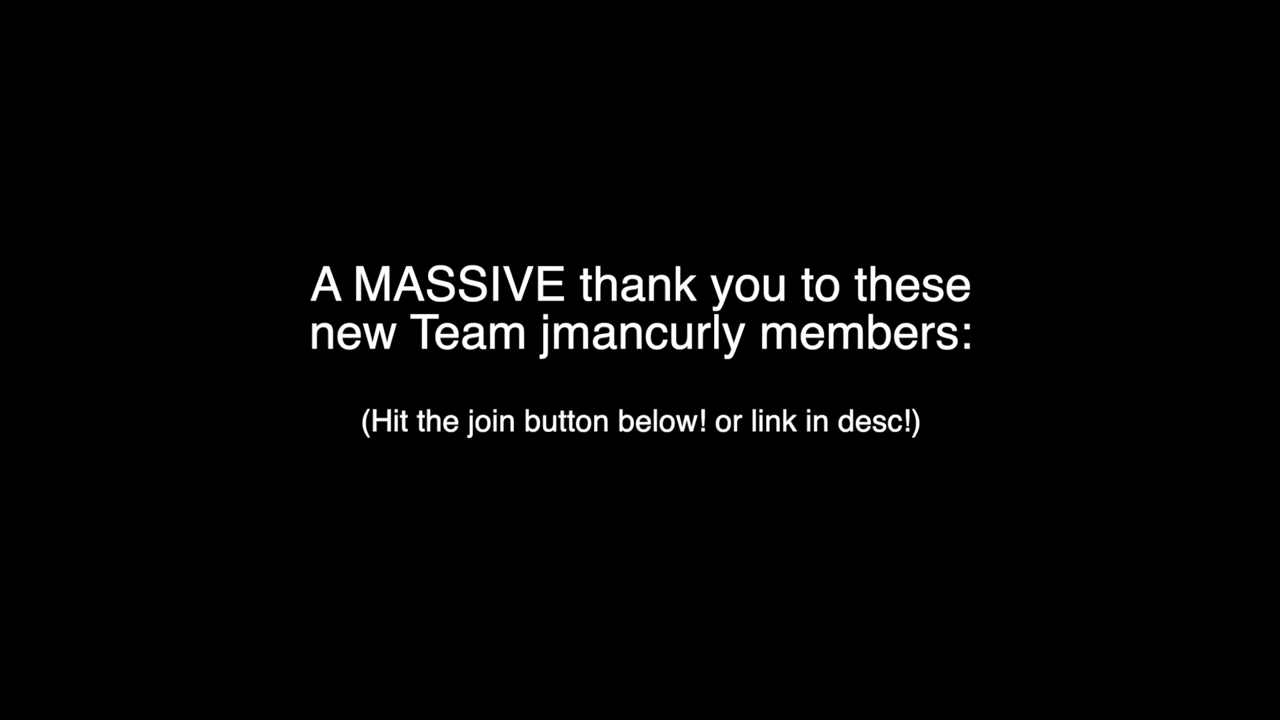 A MASSIVE thank you to these
new Team jmancurly members:
(Hit the join button below! or link in desc!)